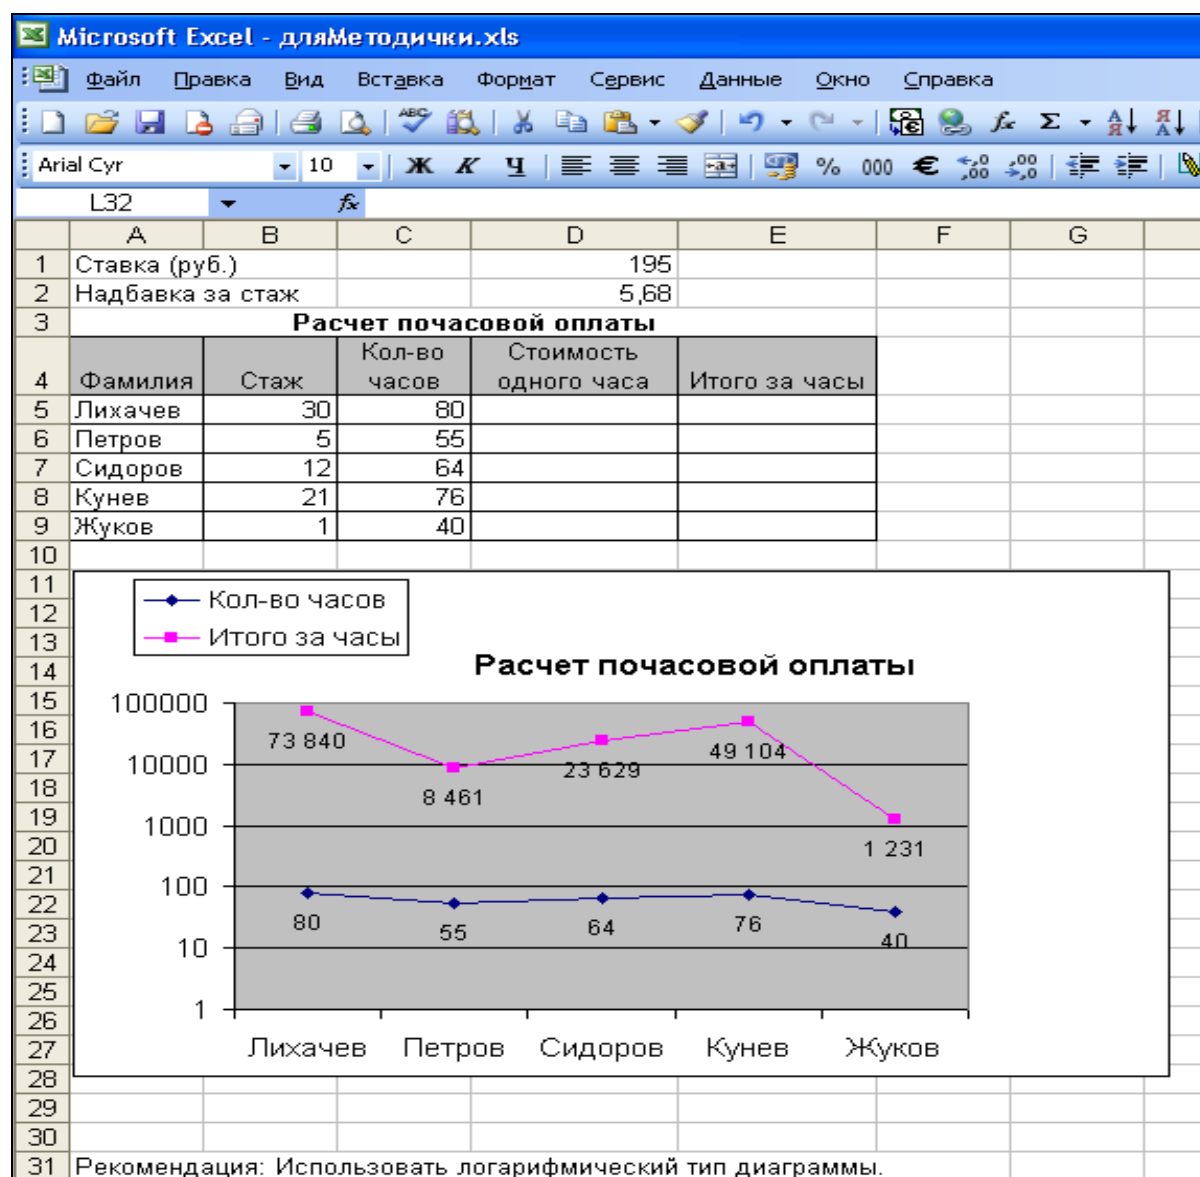 Microsoft Excel - дляМетодички.xls
Файл Правка Вид Вставка Формат Сервис Данные Окно Справка
Arial Cyr 10 Ж К Ч % 000 €
L32 fx
A B C D E F G
1 Ставка (руб.) 195
2 Надбавка за стаж 5,68
3 Расчет почасовой оплаты
Кол-во Стоимость
4 Фамилия Стаж часов одного часа Итого за часы
5 Лихачев 30 80
6 Петров 5 55
7 Сидоров 12 64
8 Кунев 21 76
9 Жуков 1 40
10
11
12 Кол-во часов
13 Итого за часы
14 Расчет почасовой оплаты
15 100000
16 73 840
17 10000 23 629 49 104
18 8 461
19 1000
20 1 231
21 100
22 80 64 76
23 55 40
24 10
25
26 1
27 Лихачев Петров Сидоров Кунев Жуков
28
29
30
31 Рекомендация: Использовать логарифмический тип диаграммы.